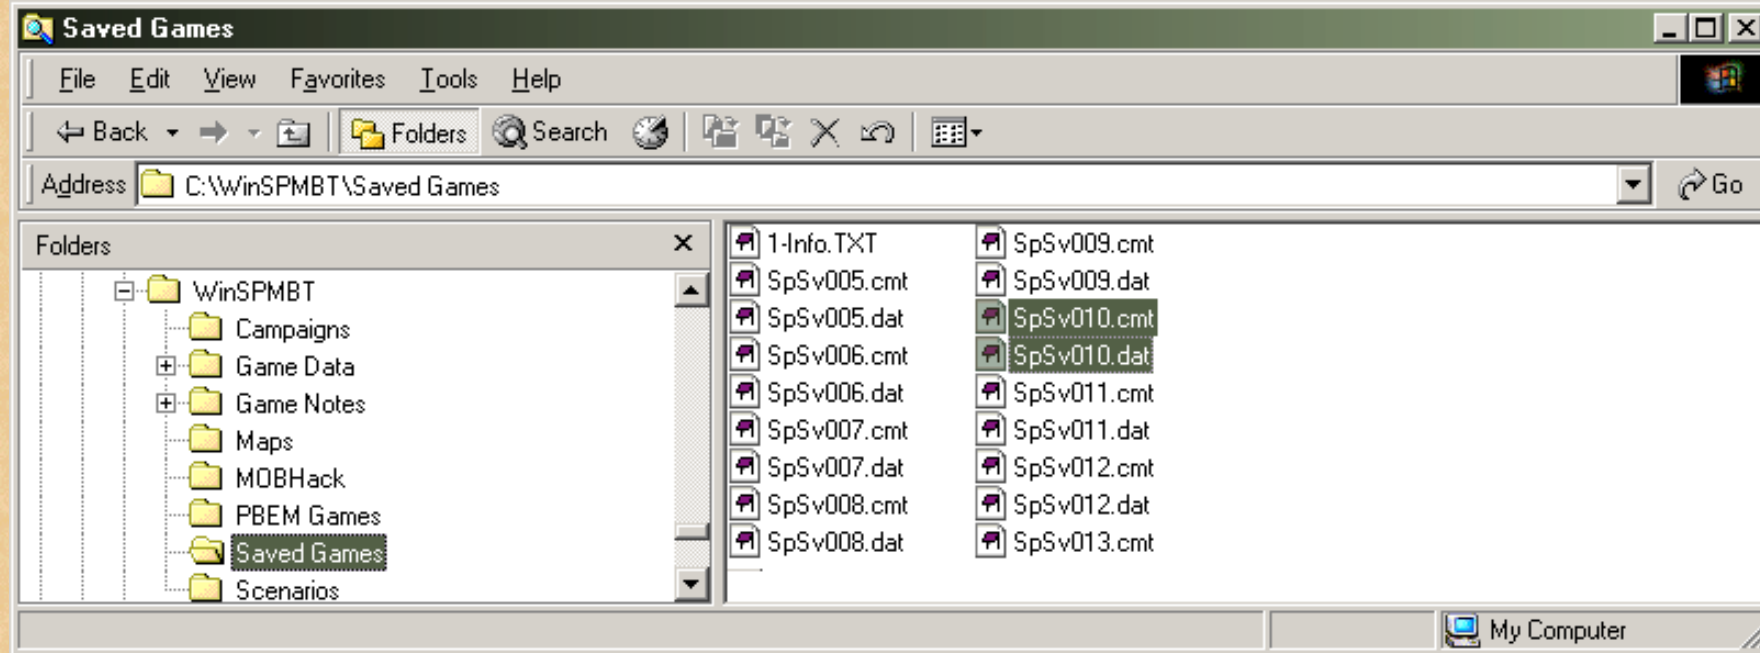 Saved Games
File Edit View Favorites Tools Help
Back Folders Search
Address C:\WinSPMBT\Saved Games Go
Folders
WinSPMBT
Campaigns
Game Data
Game Notes
Maps
MOBHack
PBEM Games
Saved Games
Scenarios
1-Info.TXT
SpSv005.cmt
SpSv005.dat
SpSv006.cmt
SpSv006.dat
SpSv007.cmt
SpSv007.dat
SpSv008.cmt
SpSv008.dat
SpSv009.cmt
SpSv009.dat
SpSv010.cmt
SpSv010.dat
SpSv011.cmt
SpSv011.dat
SpSv012.cmt
SpSv012.dat
SpSv013.cmt
My Computer